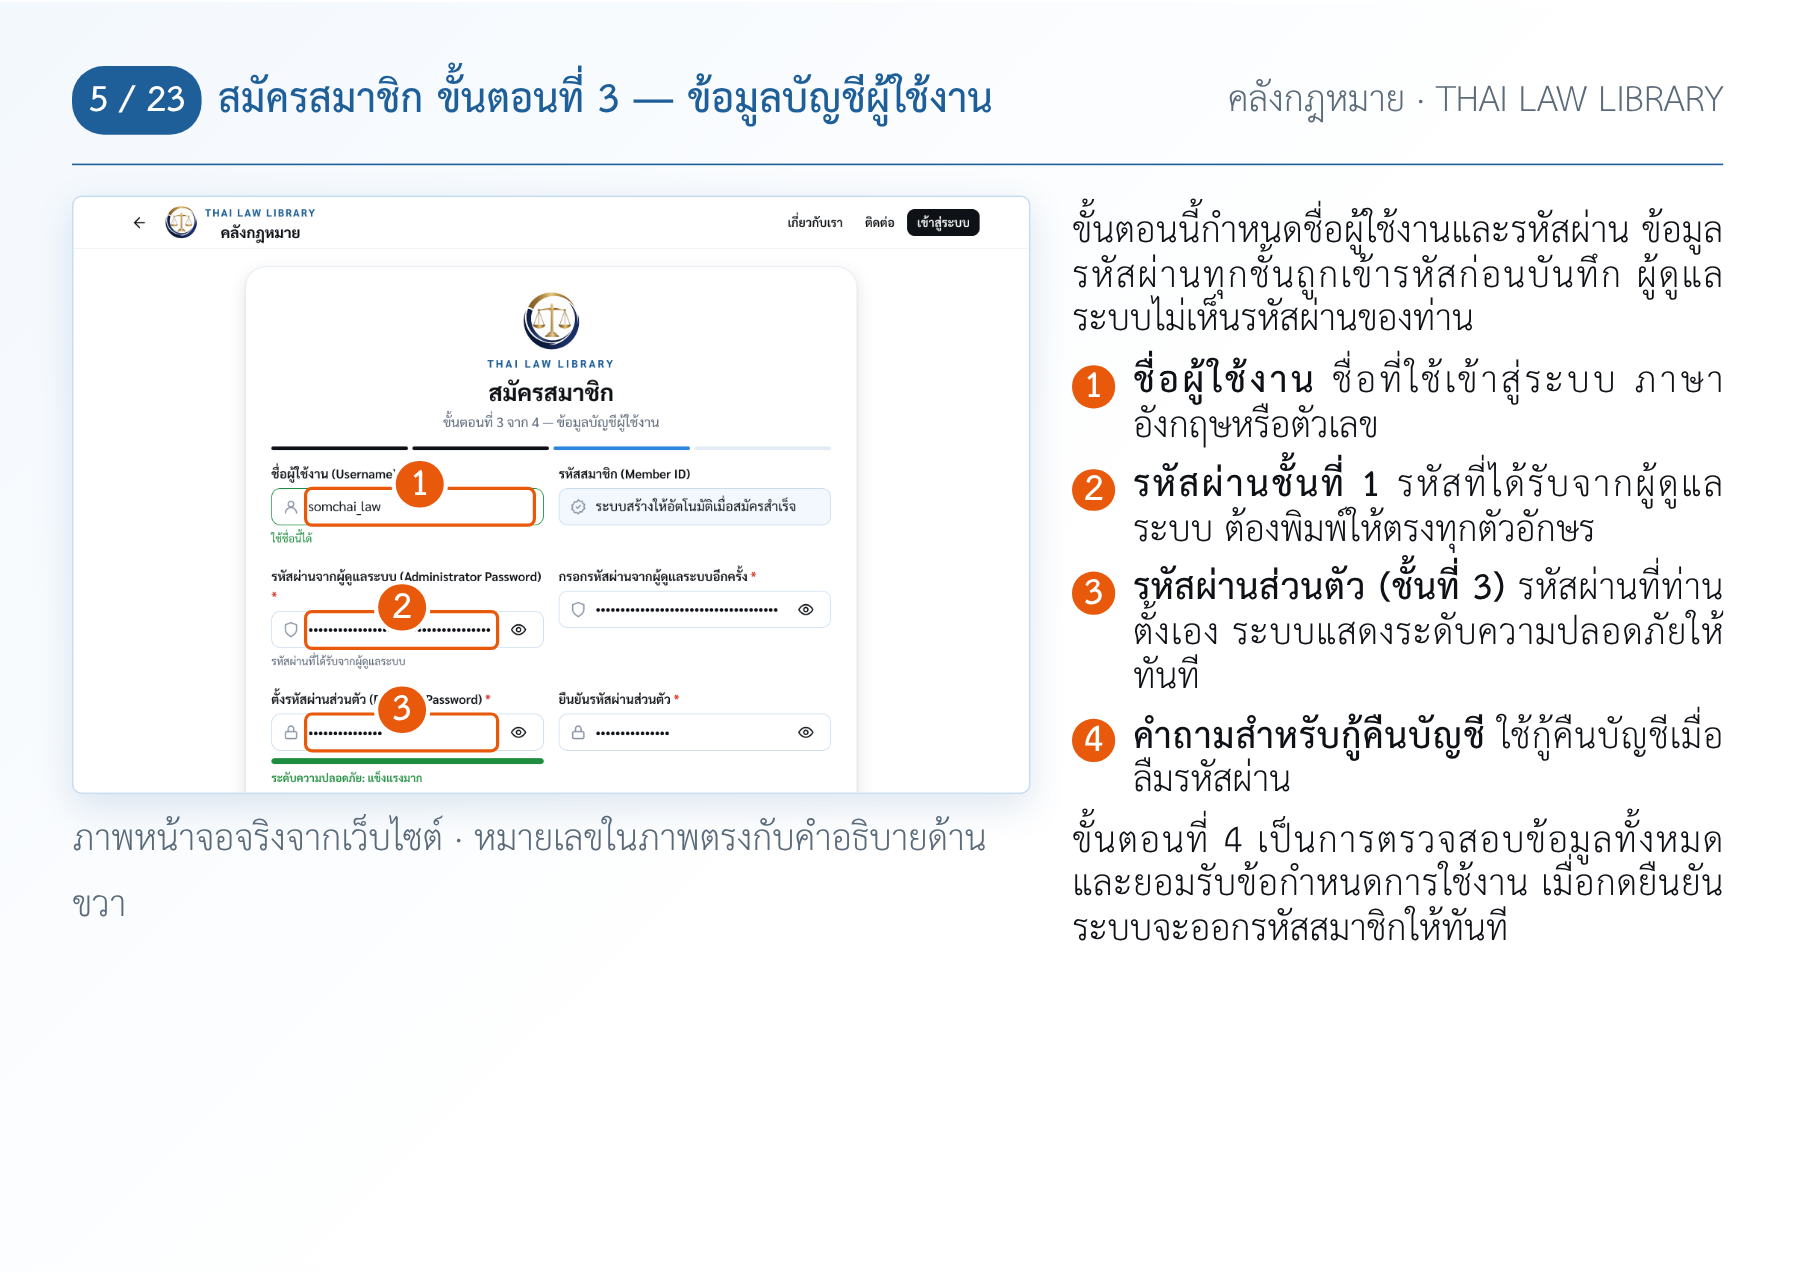 5 / 23 สมัครสมาชิก ขั้นตอนที่ 3 — ข้อมูลบัญชีผู้ใช้งาน
คลังกฎหมาย · THAI LAW LIBRARY
THAI LAW LIBRARY
คลังกฎหมาย
เกี่ยวกับเรา ติดต่อ เข้าสู่ระบบ
THAI LAW LIBRARY
สมัครสมาชิก
ขั้นตอนที่ 3 จาก 4 — ข้อมูลบัญชีผู้ใช้งาน
ชื่อผู้ใช้งาน (Username) 1
somchai_law
ใช้ชื่อนี้ได้
รหัสสมาชิก (Member ID)
ระบบสร้างให้อัตโนมัติเมื่อสมัครสำเร็จ
รหัสผ่านจากผู้ดูแลระบบ (Administrator Password)
*
2
รหัสผ่านที่ได้รับจากผู้ดูแลระบบ
กรอกรหัสผ่านจากผู้ดูแลระบบอีกครั้ง *
ตั้งรหัสผ่านส่วนตัว ( 3 Password) *
ระดับความปลอดภัย: แข็งแรงมาก
ยืนยันรหัสผ่านส่วนตัว *
ภาพหน้าจอจริงจากเว็บไซต์ · หมายเลขในภาพตรงกับคำอธิบายด้าน
ขวา
ขั้นตอนนี้กำหนดชื่อผู้ใช้งานและรหัสผ่าน ข้อมูล
รหัสผ่านทุกชั้นถูกเข้ารหัสก่อนบันทึก ผู้ดูแล
ระบบไม่เห็นรหัสผ่านของท่าน
1 ชื่อผู้ใช้งาน ชื่อที่ใช้เข้าสู่ระบบ ภาษา
อังกฤษหรือตัวเลข
2 รหัสผ่านชั้นที่ 1 รหัสที่ได้รับจากผู้ดูแล
ระบบ ต้องพิมพ์ให้ตรงทุกตัวอักษร
3 รหัสผ่านส่วนตัว (ชั้นที่ 3) รหัสผ่านที่ท่าน
ตั้งเอง ระบบแสดงระดับความปลอดภัยให้
ทันที
4 คำถามสำหรับกู้คืนบัญชี ใช้กู้คืนบัญชีเมื่อ
ลืมรหัสผ่าน
ขั้นตอนที่ 4 เป็นการตรวจสอบข้อมูลทั้งหมด
และยอมรับข้อกำหนดการใช้งาน เมื่อกดยืนยัน
ระบบจะออกรหัสสมาชิกให้ทันที